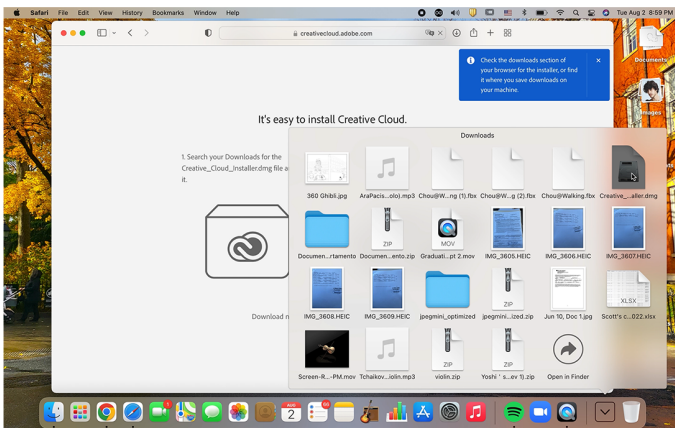 Safari File Edit View History Bookmarks Window Help
Tue Aug 2 8:59 PM
creativecloud.adobe.com
Check the downloads section of
your browser for the installer, or find
it where you save downloads on
your machine.
Documents
Images
It's easy to install Creative Cloud.
1. Search your Downloads for the
Creative_Cloud_Installer.dmg file a
it.
Download
Downloads
360 Ghibli.jpg AraPacis...olo).mp3 Chou@W...ng (1).fbx Chou@W...g (2).fbx Chou@Walking.fbx Creative_...aller.dmg
ZIP MOV
Documen...rtamento Documen...ento.zip Graduati...pt 2.mov IMG_3605.HEIC IMG_3606.HEIC IMG_3607.HEIC
ZIP XLSX
IMG_3608.HEIC IMG_3609.HEIC jpegmini_optimized jpegmini...ized.zip Jun 10, Doc 1.jpg Scott's c...022.xlsx
ZIP ZIP
Screen-R...-PM.mov Tchaikov...iolin.mp3 violin.zip Yoshi ' s...ev 1).zip Open in Finder
AUG
2